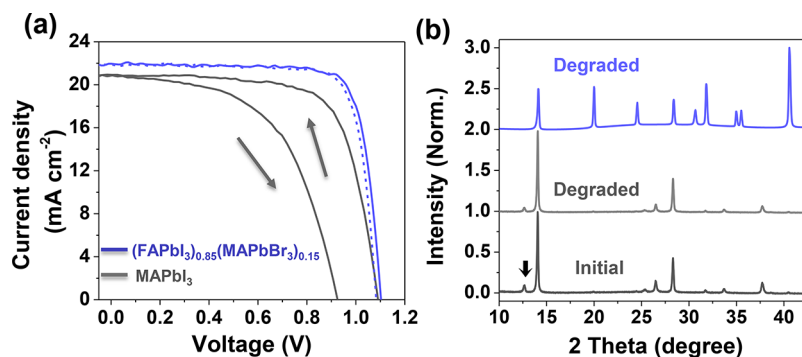 (a)
24
20
16
12
8
4
0
0.0 0.2 0.4 0.6 0.8 1.0 1.2
Current density
(mA cm⁻²)
Voltage (V)
(FAPbI₃)₀.₈₅(MAPbBr₃)₀.₁₅
MAPbI₃
(b)
3.0
2.5
2.0
1.5
1.0
0.5
0.0
10 15 20 25 30 35 40
Intensity (Norm.)
2 Theta (degree)
Degraded
Degraded
Initial